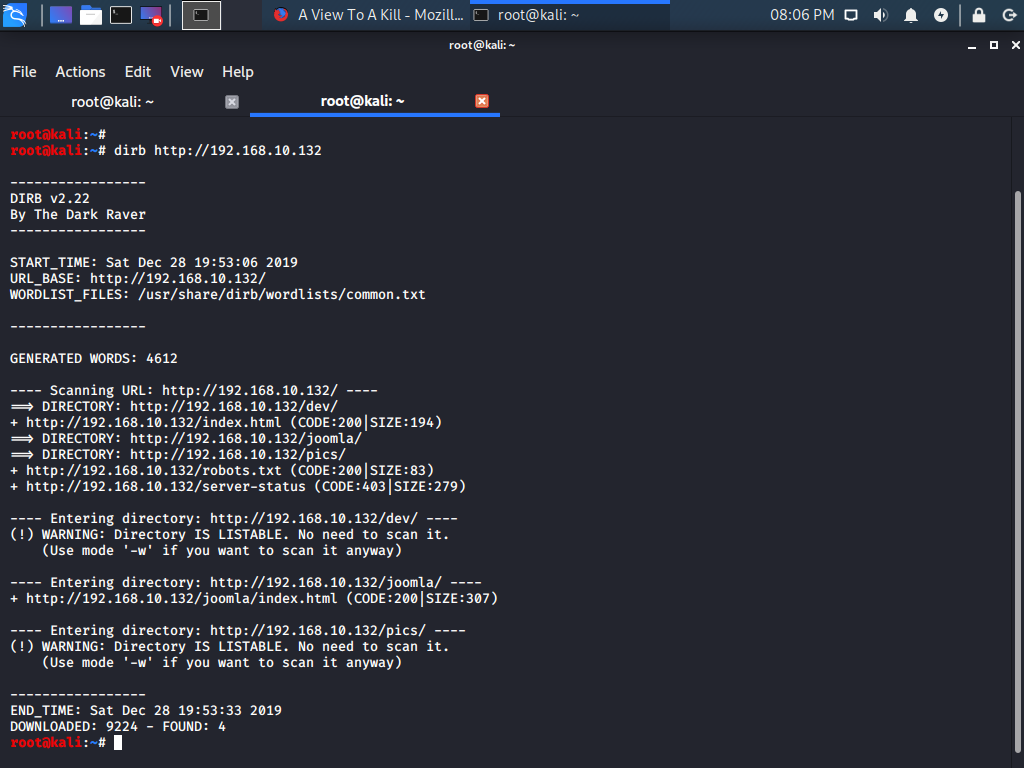 A View To A Kill - Mozill...
root@kali: ~
08:06 PM
root@kali: ~
File Actions Edit View Help
root@kali: ~
root@kali: ~
root@kali:~#
root@kali:~# dirb http://192.168.10.132
-----------------
DIRB v2.22
By The Dark Raver
-----------------
START_TIME: Sat Dec 28 19:53:06 2019
URL_BASE: http://192.168.10.132/
WORDLIST_FILES: /usr/share/dirb/wordlists/common.txt
-----------------
GENERATED WORDS: 4612
---- Scanning URL: http://192.168.10.132/ ----
==> DIRECTORY: http://192.168.10.132/dev/
+ http://192.168.10.132/index.html (CODE:200|SIZE:194)
==> DIRECTORY: http://192.168.10.132/joomla/
==> DIRECTORY: http://192.168.10.132/pics/
+ http://192.168.10.132/robots.txt (CODE:200|SIZE:83)
+ http://192.168.10.132/server-status (CODE:403|SIZE:279)
---- Entering directory: http://192.168.10.132/dev/ ----
(!) WARNING: Directory IS LISTABLE. No need to scan it.
(Use mode '-w' if you want to scan it anyway)
---- Entering directory: http://192.168.10.132/joomla/ ----
+ http://192.168.10.132/joomla/index.html (CODE:200|SIZE:307)
---- Entering directory: http://192.168.10.132/pics/ ----
(!) WARNING: Directory IS LISTABLE. No need to scan it.
(Use mode '-w' if you want to scan it anyway)
-----------------
END_TIME: Sat Dec 28 19:53:33 2019
DOWNLOADED: 9224 - FOUND: 4
root@kali:~#